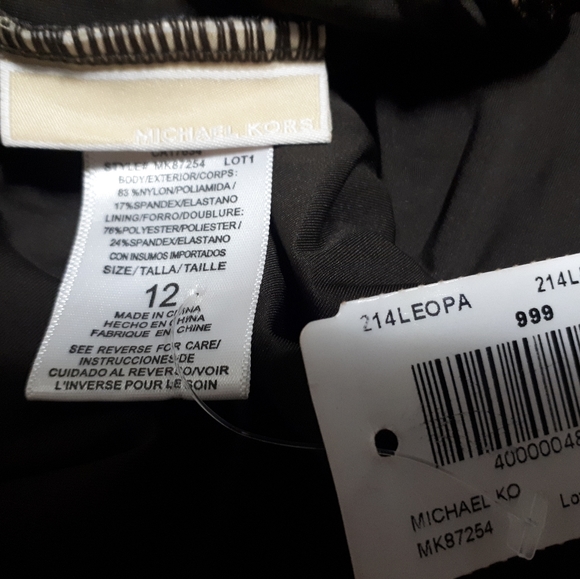 MICHAEL KORS
STYLE# MK87254 LOT1
BODY/EXTERIOR/CORPS:
83 %NYLON/POLIAMIDA/
17%SPANDEX/ELASTANO
LINING/FORRO/DOUBLURE:
76%POLYESTER/POLIESTER/
24%SPANDEX/ELASTANO
CON INSUMOS IMPORTADOS
SIZE/TALLA/TAILLE
12
MADE IN CHINA
HECHO EN CHINA
FABRIQUE EN CHINE
SEE REVERSE FOR CARE/
INSTRUCCIONES DE
CUIDADO AL REVERSO/VOIR
L'INVERSE POUR LE SOIN
214LEOPA 214L
999
40000048
MICHAEL KO
MK87254 Lo